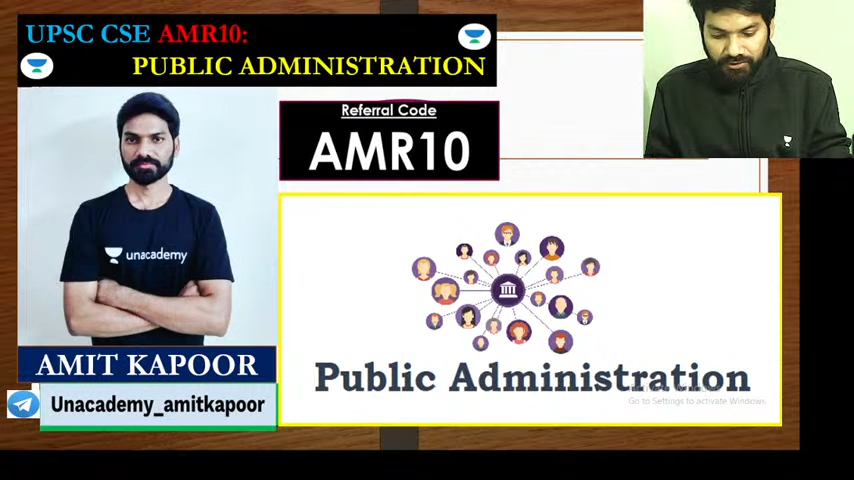 UPSC CSE AMR10:
PUBLIC ADMINISTRATION
Referral Code
AMR10
unacademy
Public Administration
Go to Settings to activate Windows.
AMIT KAPOOR
Unacademy_amitkapoor